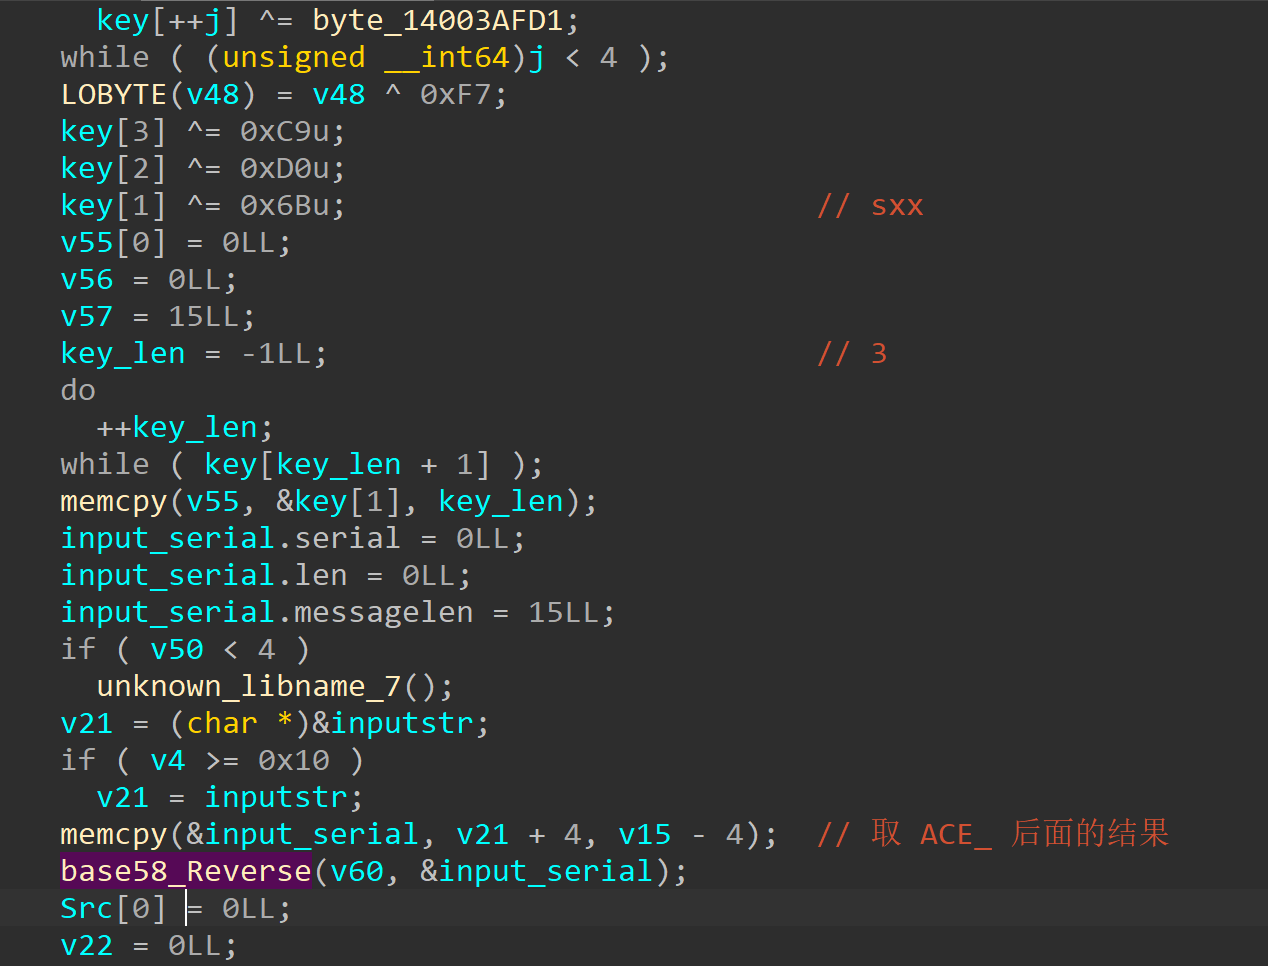 key[++j] ^= byte_14003AFD1;
while ( (unsigned __int64)j < 4 );
LOBYTE(v48) = v48 ^ 0xF7;
key[3] ^= 0xC9u;
key[2] ^= 0xD0u;
key[1] ^= 0x6Bu; // sxx
v55[0] = 0LL;
v56 = 0LL;
v57 = 15LL;
key_len = -1LL; // 3
do
++key_len;
while ( key[key_len + 1] );
memcpy(v55, &key[1], key_len);
input_serial.serial = 0LL;
input_serial.len = 0LL;
input_serial.messagelen = 15LL;
if ( v50 < 4 )
unknown_libname_7();
v21 = (char *)&inputstr;
if ( v4 >= 0x10 )
v21 = inputstr;
memcpy(&input_serial, v21 + 4, v15 - 4); // 取 ACE_ 后面的结果
base58_Reverse(v60, &input_serial);
Src[0] = 0LL;
v22 = 0LL;